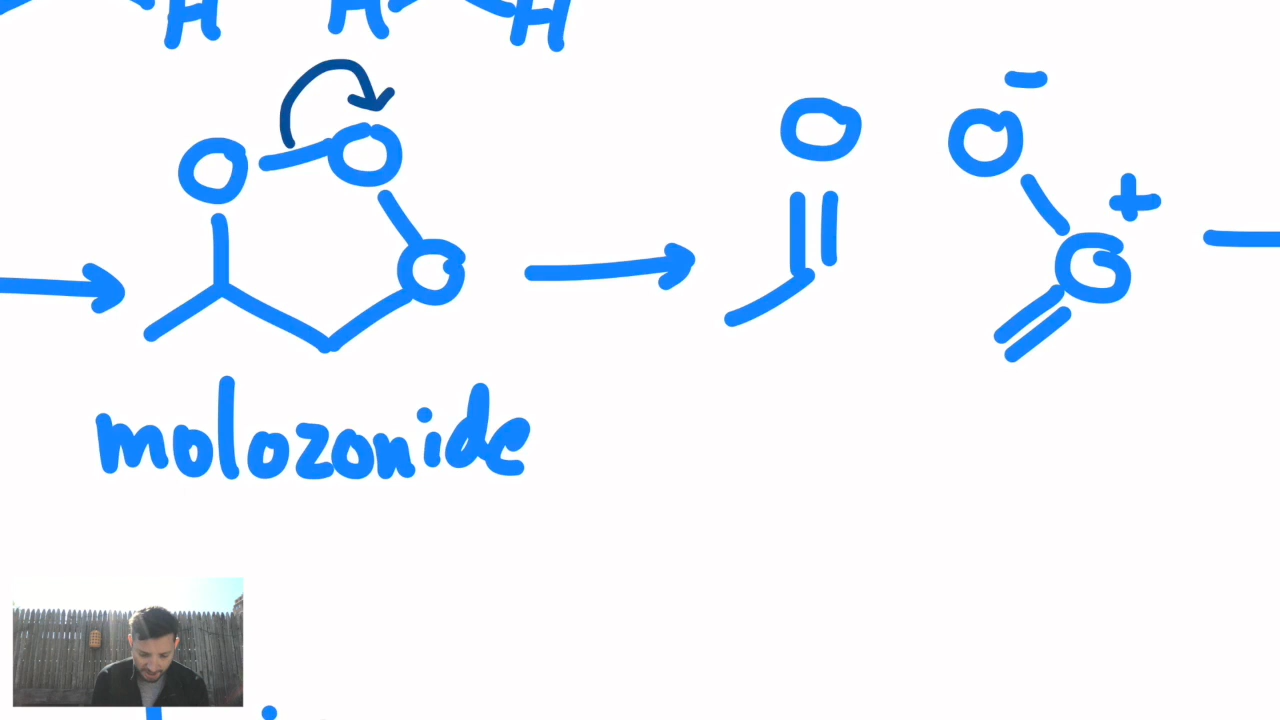 H H H
O O O −
O O +
molozonide